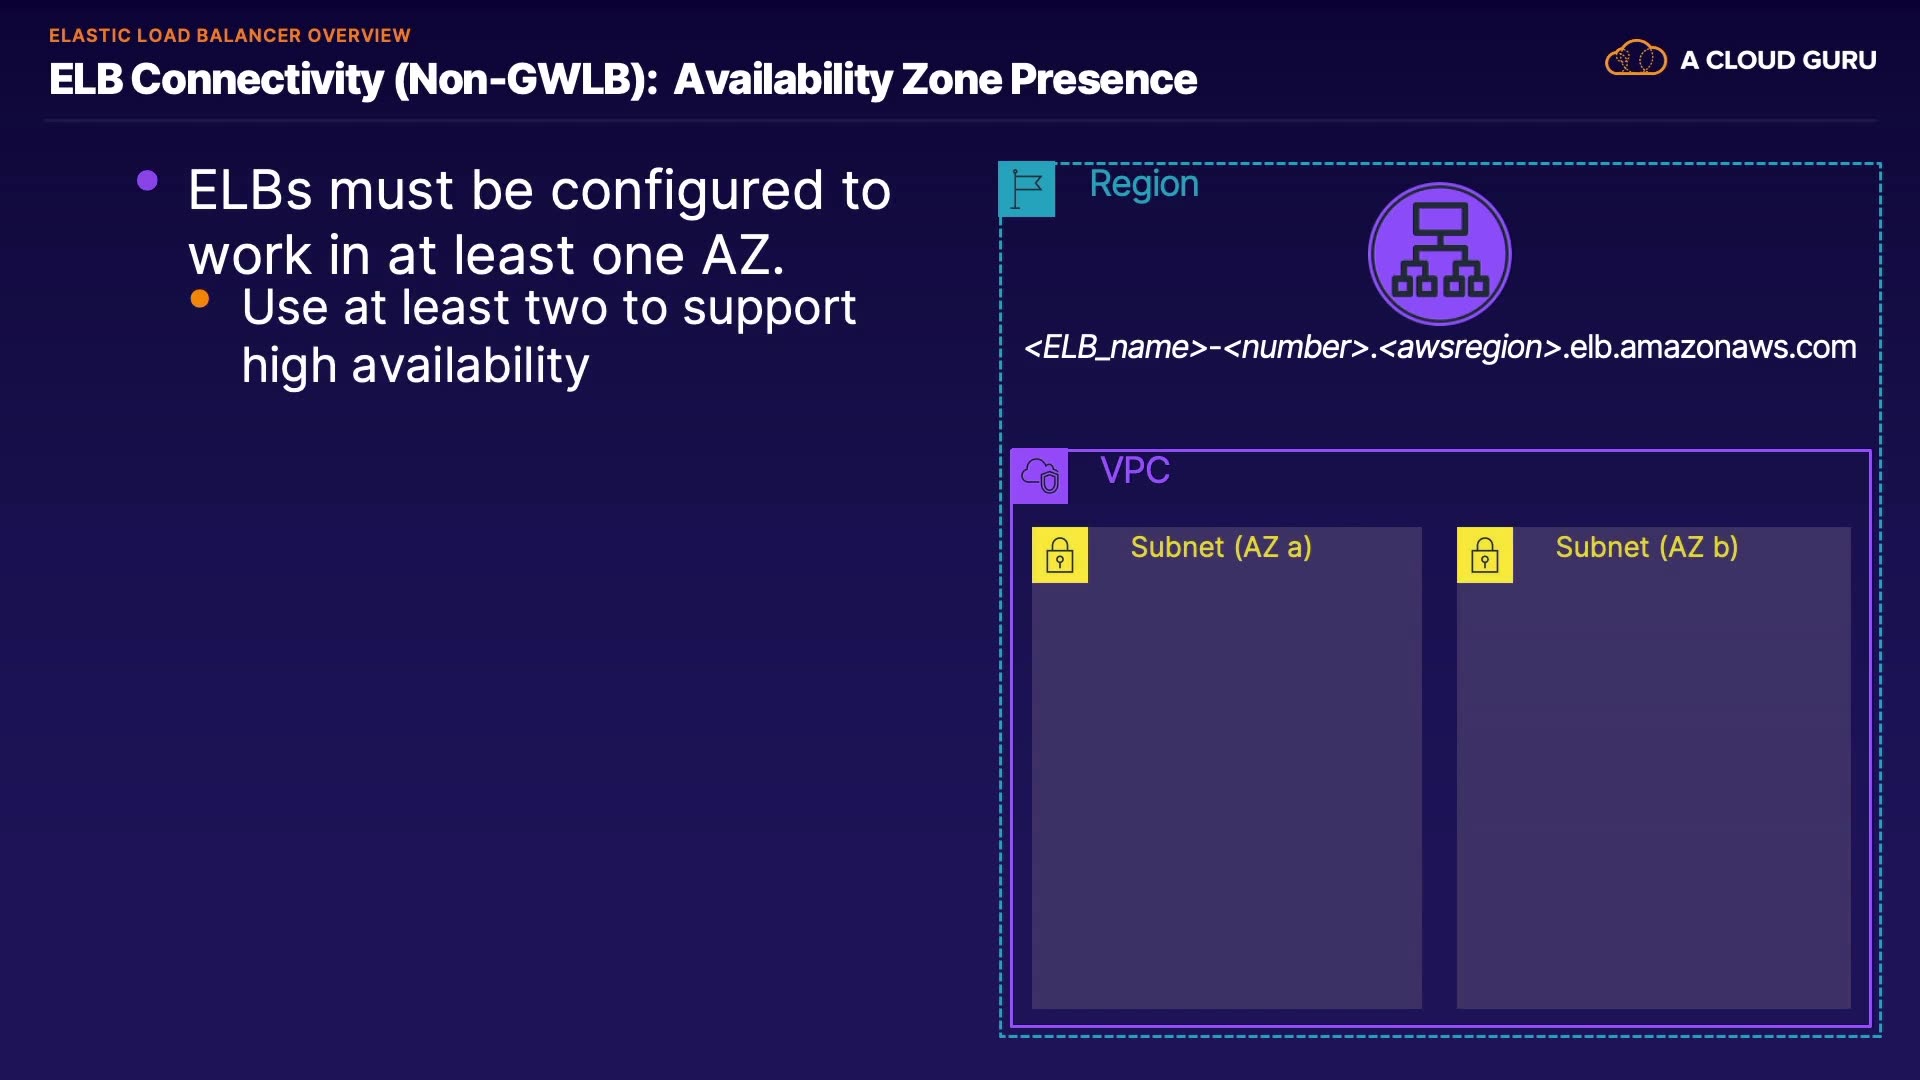 ELASTIC LOAD BALANCER OVERVIEW
ELB Connectivity (Non-GWLB): Availability Zone Presence
A CLOUD GURU
ELBs must be configured to
work in at least one AZ.
Use at least two to support
high availability
Region
<ELB_name>-<number>.<awsregion>.elb.amazonaws.com
VPC
Subnet (AZ a)
Subnet (AZ b)